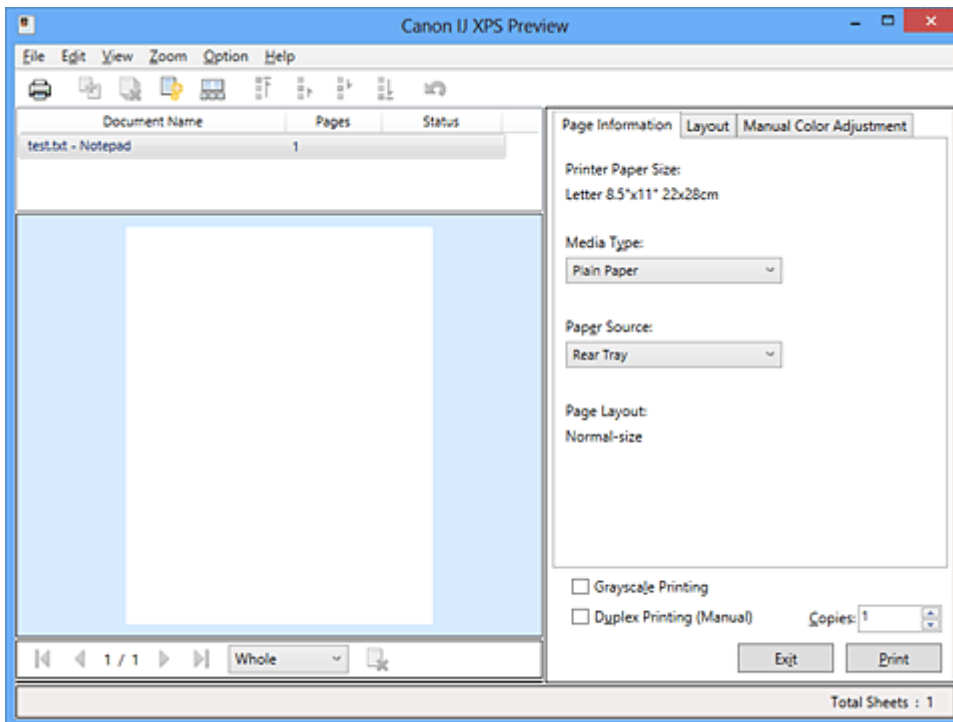 Canon IJ XPS Preview
File Edit View Zoom Option Help
Document Name Pages Status
test.txt - Notepad 1
Page Information Layout Manual Color Adjustment
Printer Paper Size:
Letter 8.5"x11" 22x28cm
Media Type:
Plain Paper
Paper Source:
Rear Tray
Page Layout:
Normal-size
Grayscale Printing
Duplex Printing (Manual) Copies: 1
1 / 1 Whole
Exit Print
Total Sheets : 1